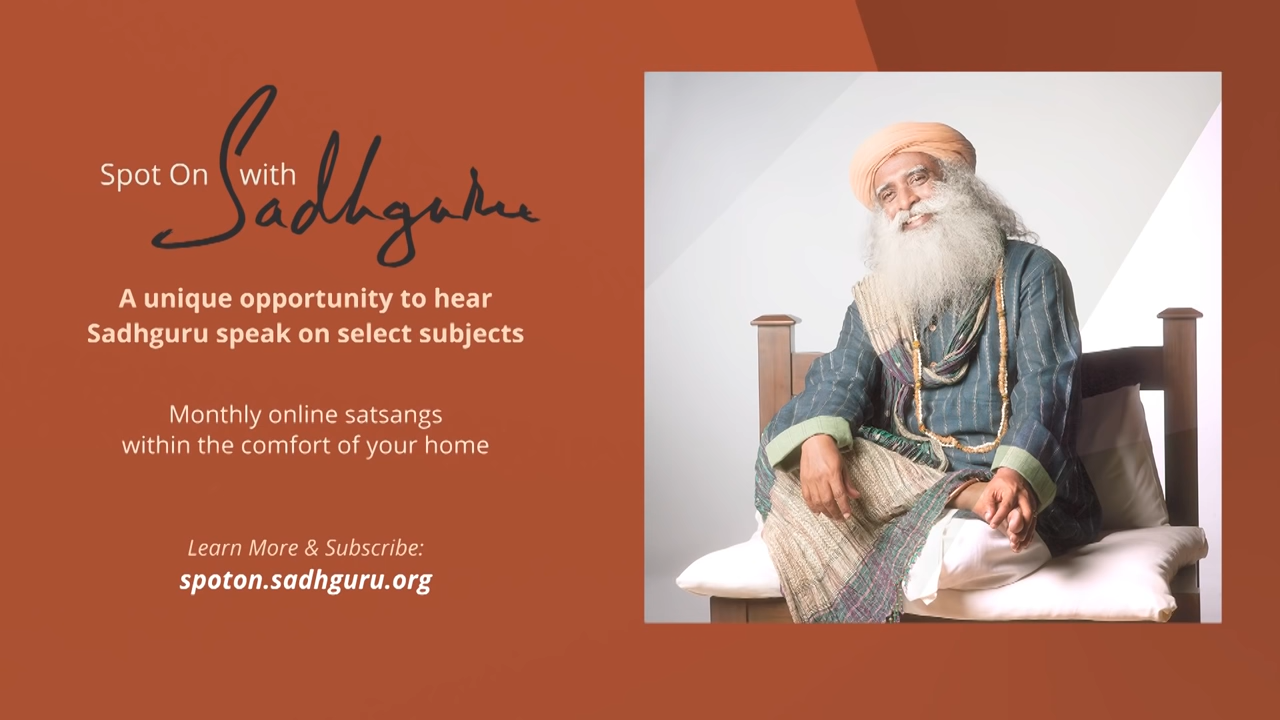 Spot On with
Sadhguru
A unique opportunity to hear
Sadhguru speak on select subjects
Monthly online satsangs
within the comfort of your home
Learn More & Subscribe:
spoton.sadhguru.org